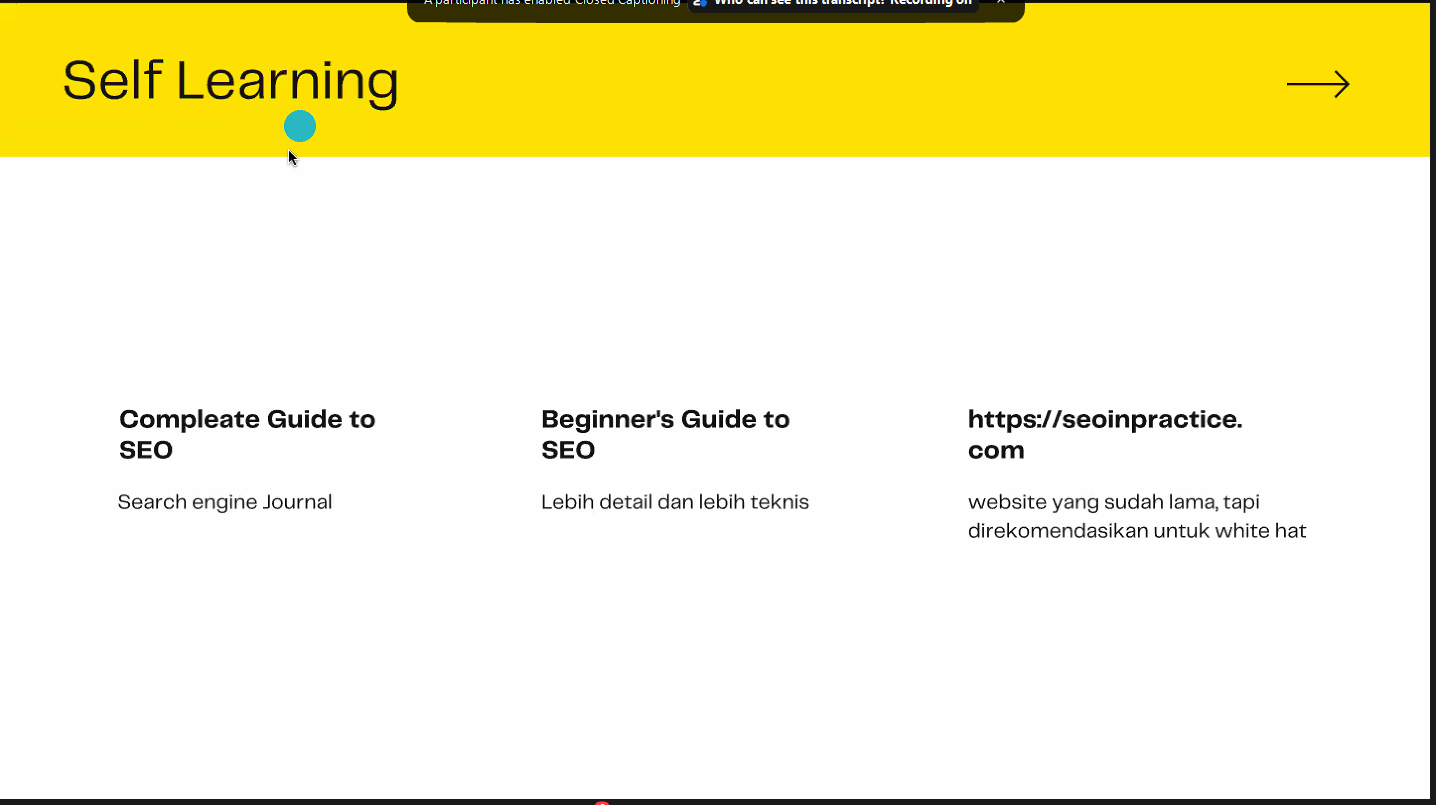 A participant has enabled Closed Captioning Who can see this transcript? Recording on
Self Learning
Compleate Guide to
SEO
Search engine Journal
Beginner's Guide to
SEO
Lebih detail dan lebih teknis
https://seoinpractice.
com
website yang sudah lama, tapi
direkomendasikan untuk white hat